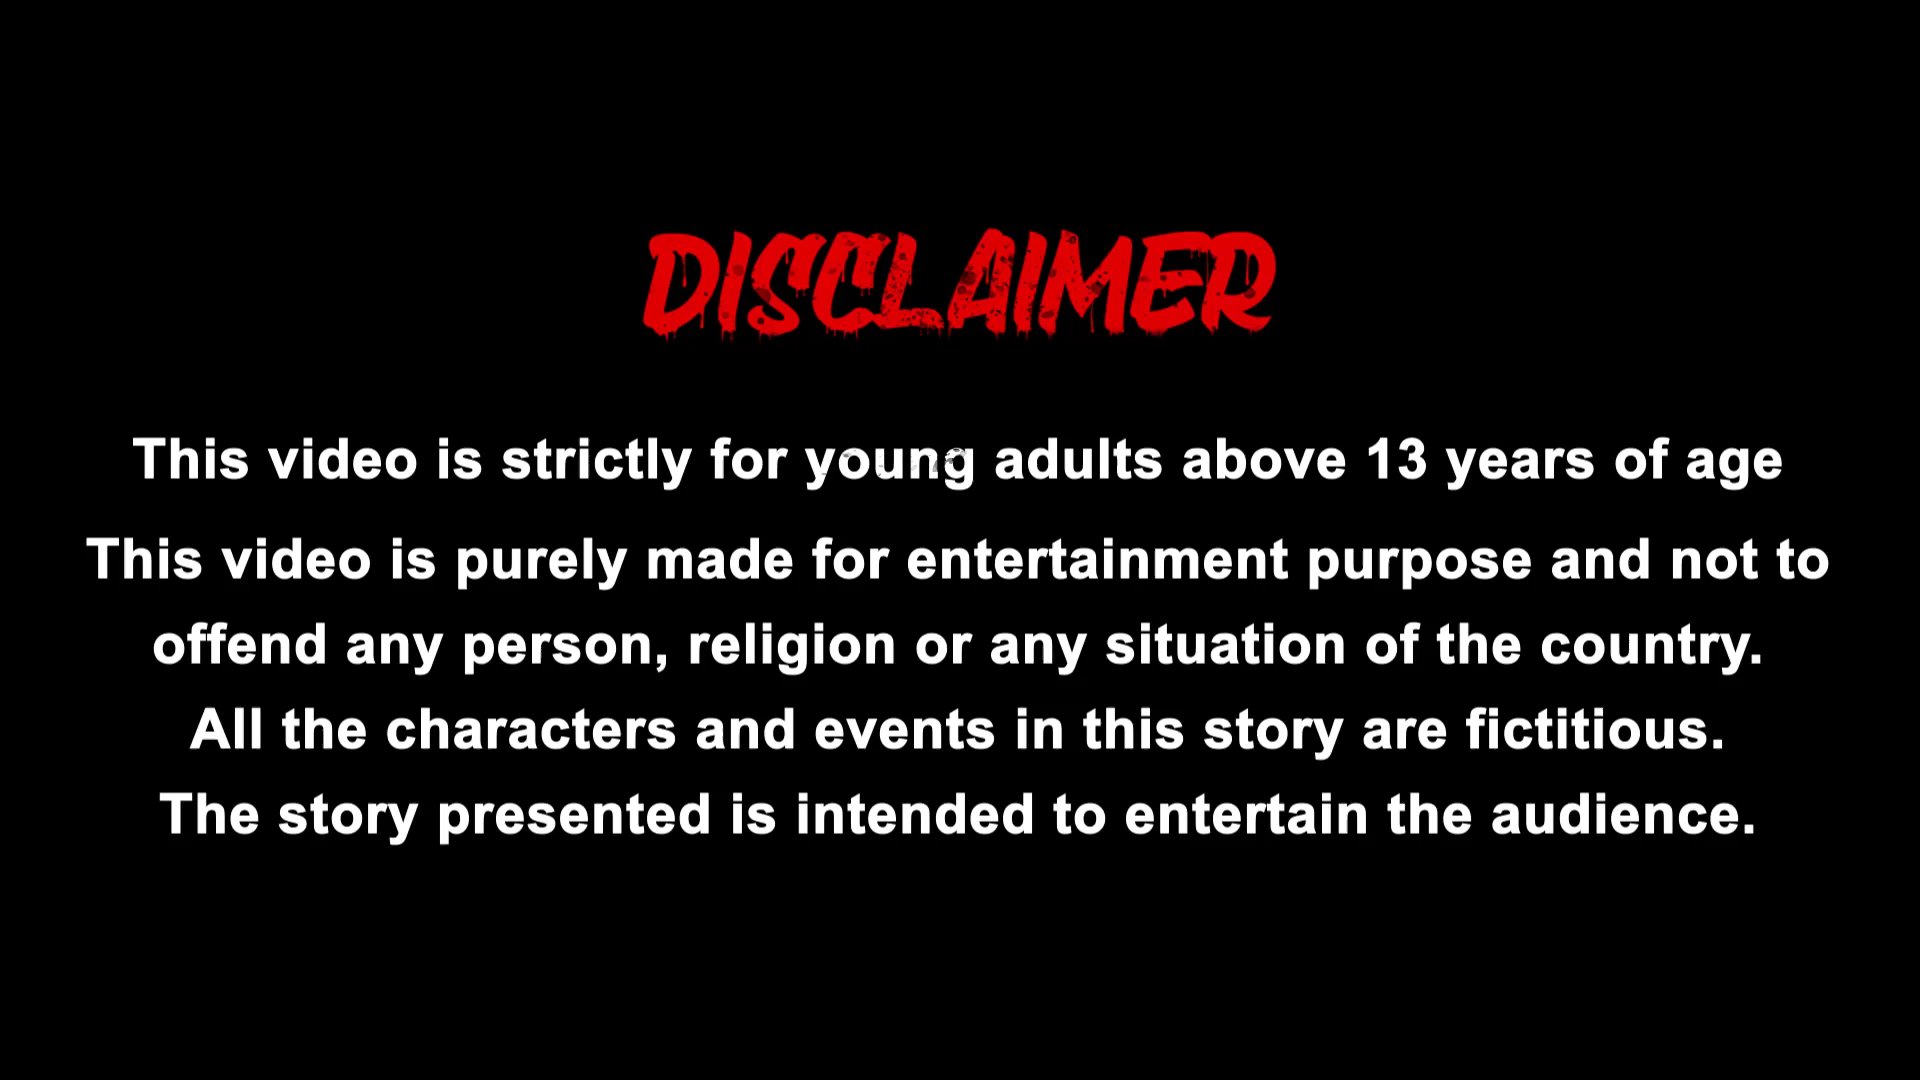 DISCLAIMER
This video is strictly for young adults above 13 years of age
This video is purely made for entertainment purpose and not to
offend any person, religion or any situation of the country.
All the characters and events in this story are fictitious.
The story presented is intended to entertain the audience.